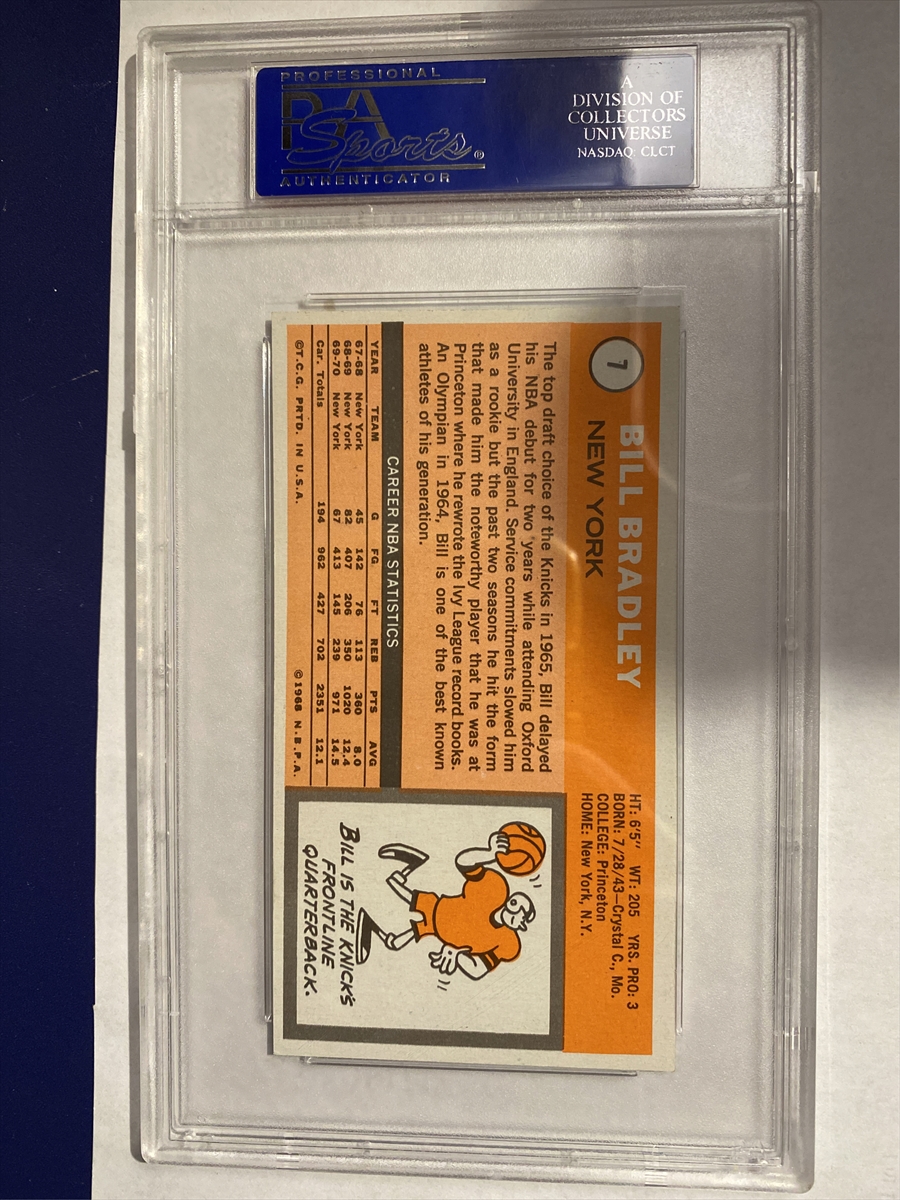 PROFESSIONAL
PSA
Sports®
AUTHENTICATOR
A
DIVISION OF
COLLECTORS
UNIVERSE
NASDAQ: CLCT
7
BILL BRADLEY
NEW YORK
HT: 6'5" WT: 205 YRS. PRO: 3
BORN: 7/28/43—Crystal C., Mo.
COLLEGE: Princeton
HOME: New York, N.Y.
The top draft choice of the Knicks in 1965, Bill delayed
his NBA debut for two years while attending Oxford
University in England. Service commitments slowed him
as a rookie but the past two seasons he hit the form
that made him the noteworthy player that he was at
Princeton where he rewrote the Ivy League record books.
An Olympian in 1964, Bill is one of the best known
athletes of his generation.
CAREER NBA STATISTICS
YEAR TEAM G FG FT REB PTS AVG
67-68 New York 45 142 76 113 360 8.0
68-69 New York 82 407 206 350 1020 12.4
69-70 New York 67 413 145 239 971 14.5
Car. Totals 194 962 427 702 2351 12.1
©T.C.G. PRTD. IN U.S.A. ©1968 N.B.P.A.
BILL IS THE KNICK'S
FRONTLINE
QUARTERBACK.